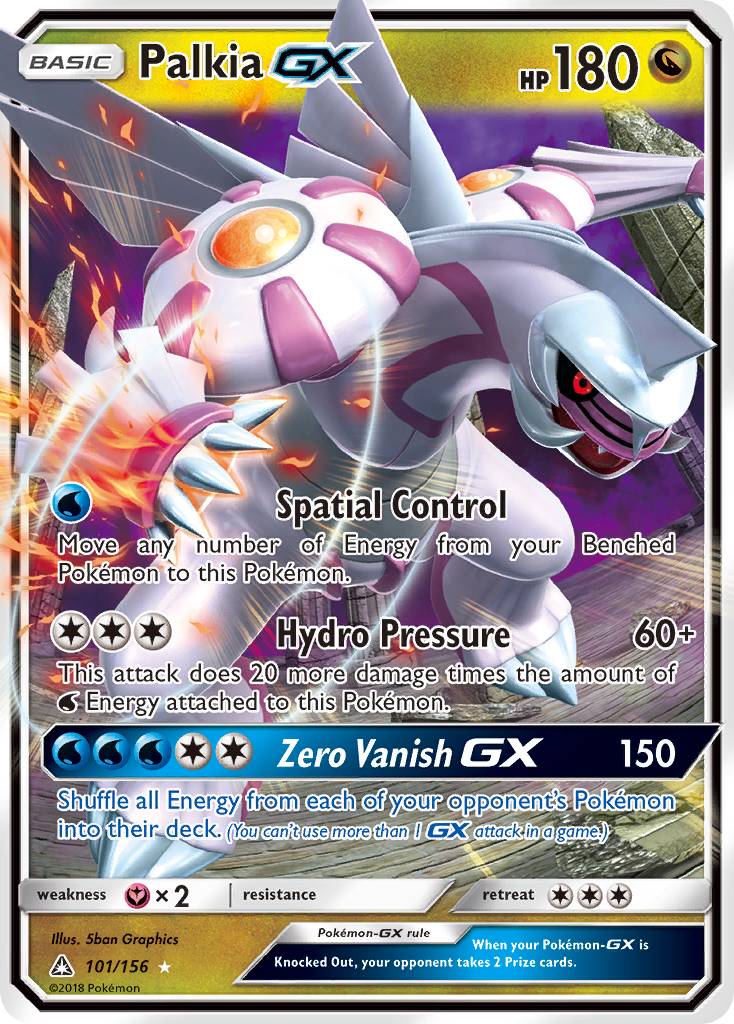 BASIC Palkia GX HP 180
Spatial Control
Move any number of Energy from your Benched
Pokémon to this Pokémon.
Hydro Pressure 60+
This attack does 20 more damage times the amount of
Energy attached to this Pokémon.
Zero Vanish GX 150
Shuffle all Energy from each of your opponent's Pokémon
into their deck. (You can't use more than 1 GX attack in a game.)
weakness ×2 resistance retreat
Illus. 5ban Graphics
Pokémon-GX rule
When your Pokémon-GX is
Knocked Out, your opponent takes 2 Prize cards.
101/156
©2018 Pokémon